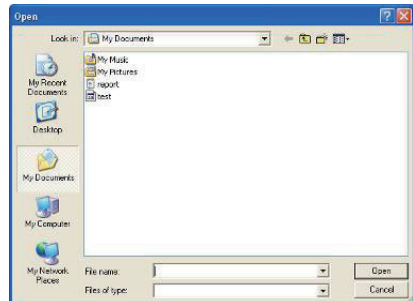 Open
Look in: My Documents
My Recent
Documents
Desktop
My Documents
My Computer
My Network
Places
My Music
My Pictures
report
test
File name:
Open
Files of type:
Cancel